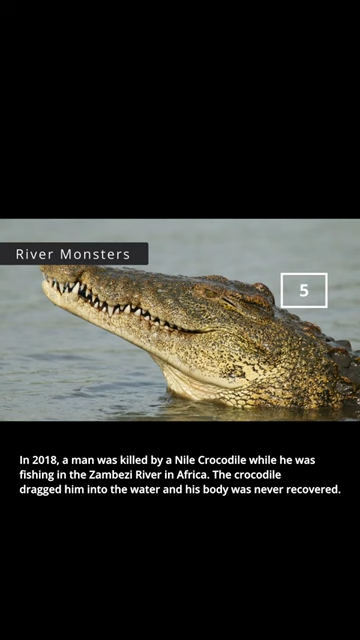 River Monsters
5
In 2018, a man was killed by a Nile Crocodile while he was
fishing in the Zambezi River in Africa. The crocodile
dragged him into the water and his body was never recovered.